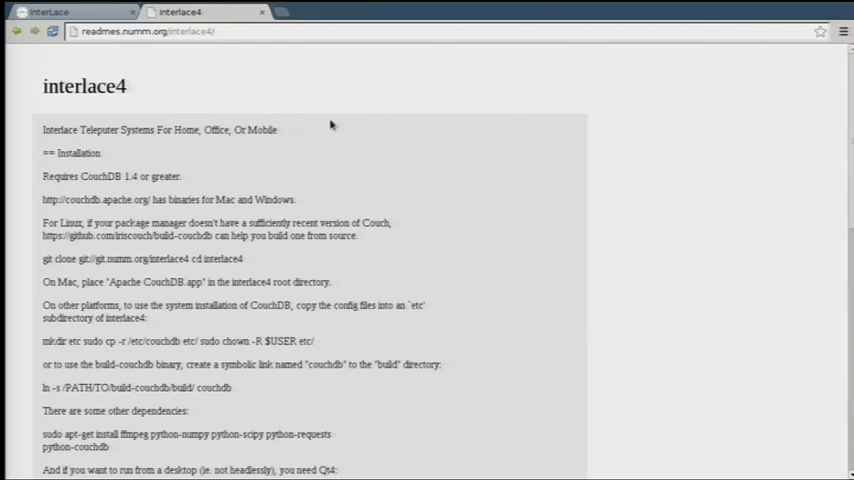 InterLace
interlace4
readmes.numm.org/interlace4/
interlace4
Interlace Teleputer Systems For Home, Office, Or Mobile
== Installation
Requires CouchDB 1.4 or greater.
http://couchdb.apache.org/ has binaries for Mac and Windows.
For Linux, if your package manager doesn't have a sufficiently recent version of Couch,
https://github.com/iriscouch/build-couchdb can help you build one from source.
git clone git://git.numm.org/interlace4 cd interlace4
On Mac, place "Apache CouchDB.app" in the interlace4 root directory.
On other platforms, to use the system installation of CouchDB, copy the config files into an `etc'
subdirectory of interlace4:
mkdir etc sudo cp -r /etc/couchdb etc/ sudo chown -R $USER etc/
or to use the build-couchdb binary, create a symbolic link named "couchdb" to the "build" directory:
ln -s /PATH/TO/build-couchdb/build/ couchdb
There are some other dependencies:
sudo apt-get install ffmpeg python-numpy python-scipy python-requests
python-couchdb
And if you want to run from a desktop (ie. not headlessly), you need Qt4: